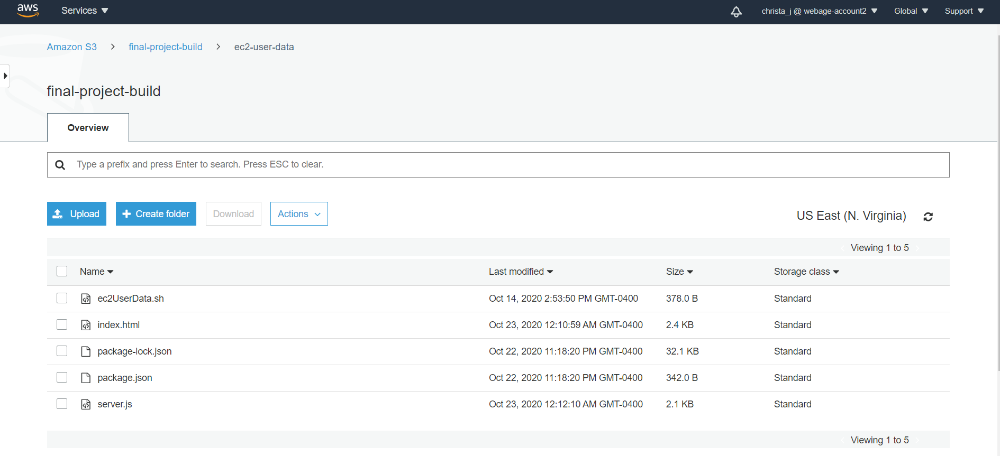 aws Services christa_j @ webage-account2 Global Support
Amazon S3 > final-project-build > ec2-user-data
final-project-build
Overview
Type a prefix and press Enter to search. Press ESC to clear.
Upload Create folder Download Actions US East (N. Virginia)
Viewing 1 to 5
Name Last modified Size Storage class
ec2UserData.sh Oct 14, 2020 2:53:50 PM GMT-0400 378.0 B Standard
index.html Oct 23, 2020 12:10:59 AM GMT-0400 2.4 KB Standard
package-lock.json Oct 22, 2020 11:18:20 PM GMT-0400 32.1 KB Standard
package.json Oct 22, 2020 11:18:20 PM GMT-0400 342.0 B Standard
server.js Oct 23, 2020 12:12:10 AM GMT-0400 2.1 KB Standard
Viewing 1 to 5